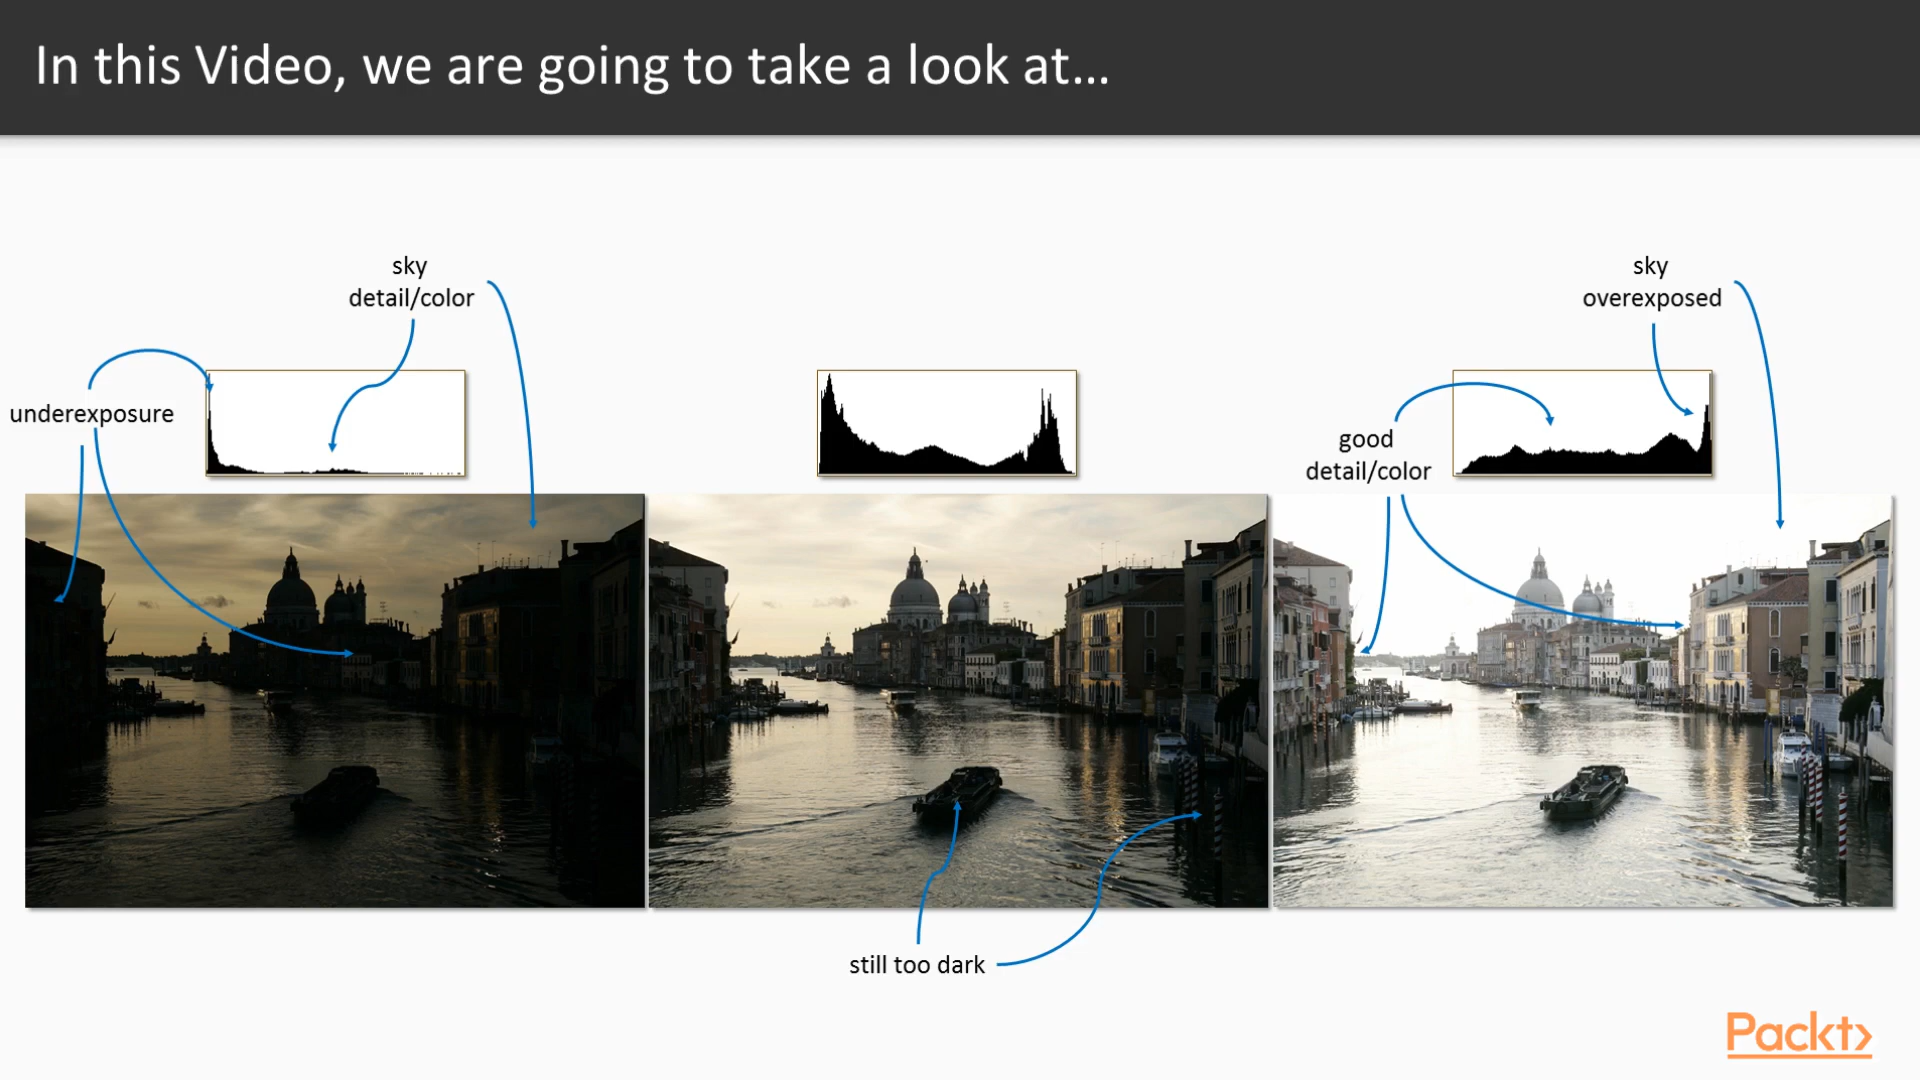 In this Video, we are going to take a look at...
sky
detail/color
sky
overexposed
underexposure
good
detail/color
still too dark
Packt>